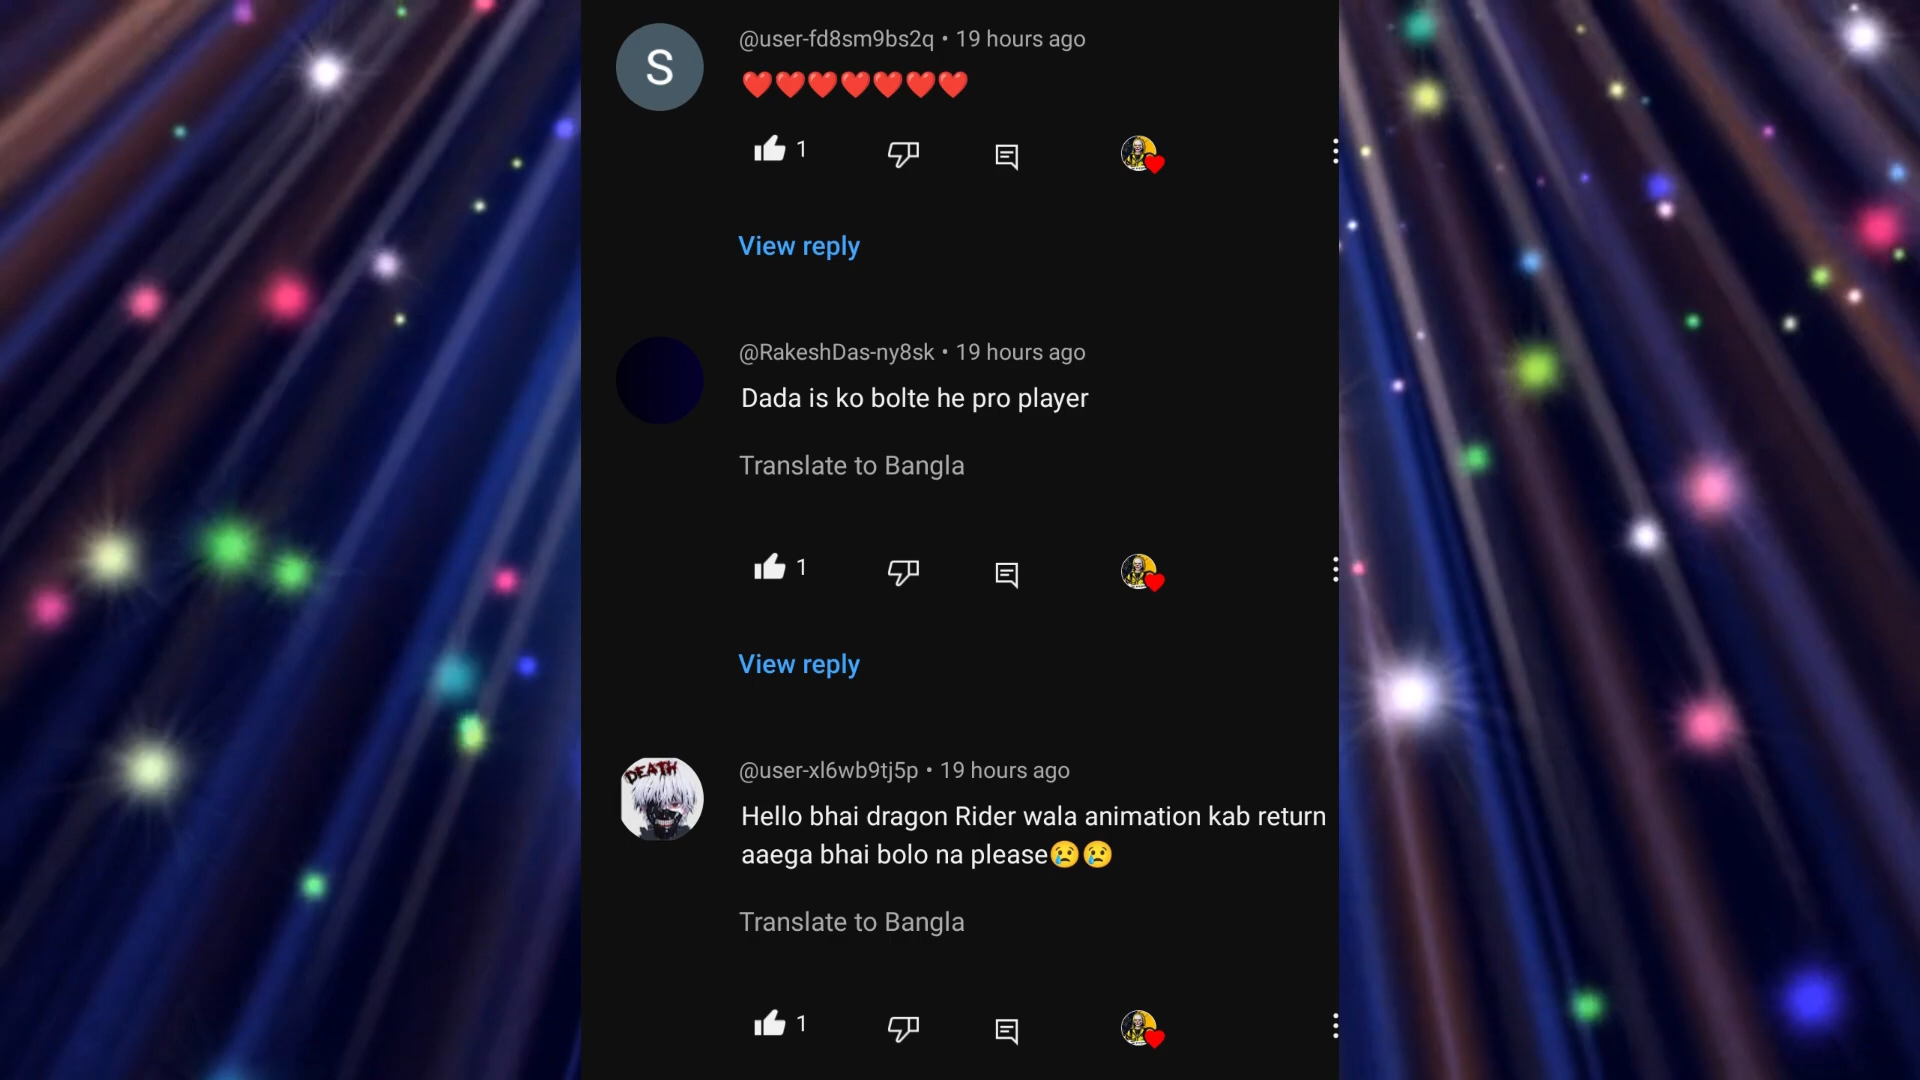 S
@user-fd8sm9bs2q • 19 hours ago
❤️❤️❤️❤️❤️❤️❤️
1
View reply
@RakeshDas-ny8sk • 19 hours ago
Dada is ko bolte he pro player
Translate to Bangla
1
View reply
DEATH
@user-xl6wb9tj5p • 19 hours ago
Hello bhai dragon Rider wala animation kab return
aaega bhai bolo na please😢😢
Translate to Bangla
1